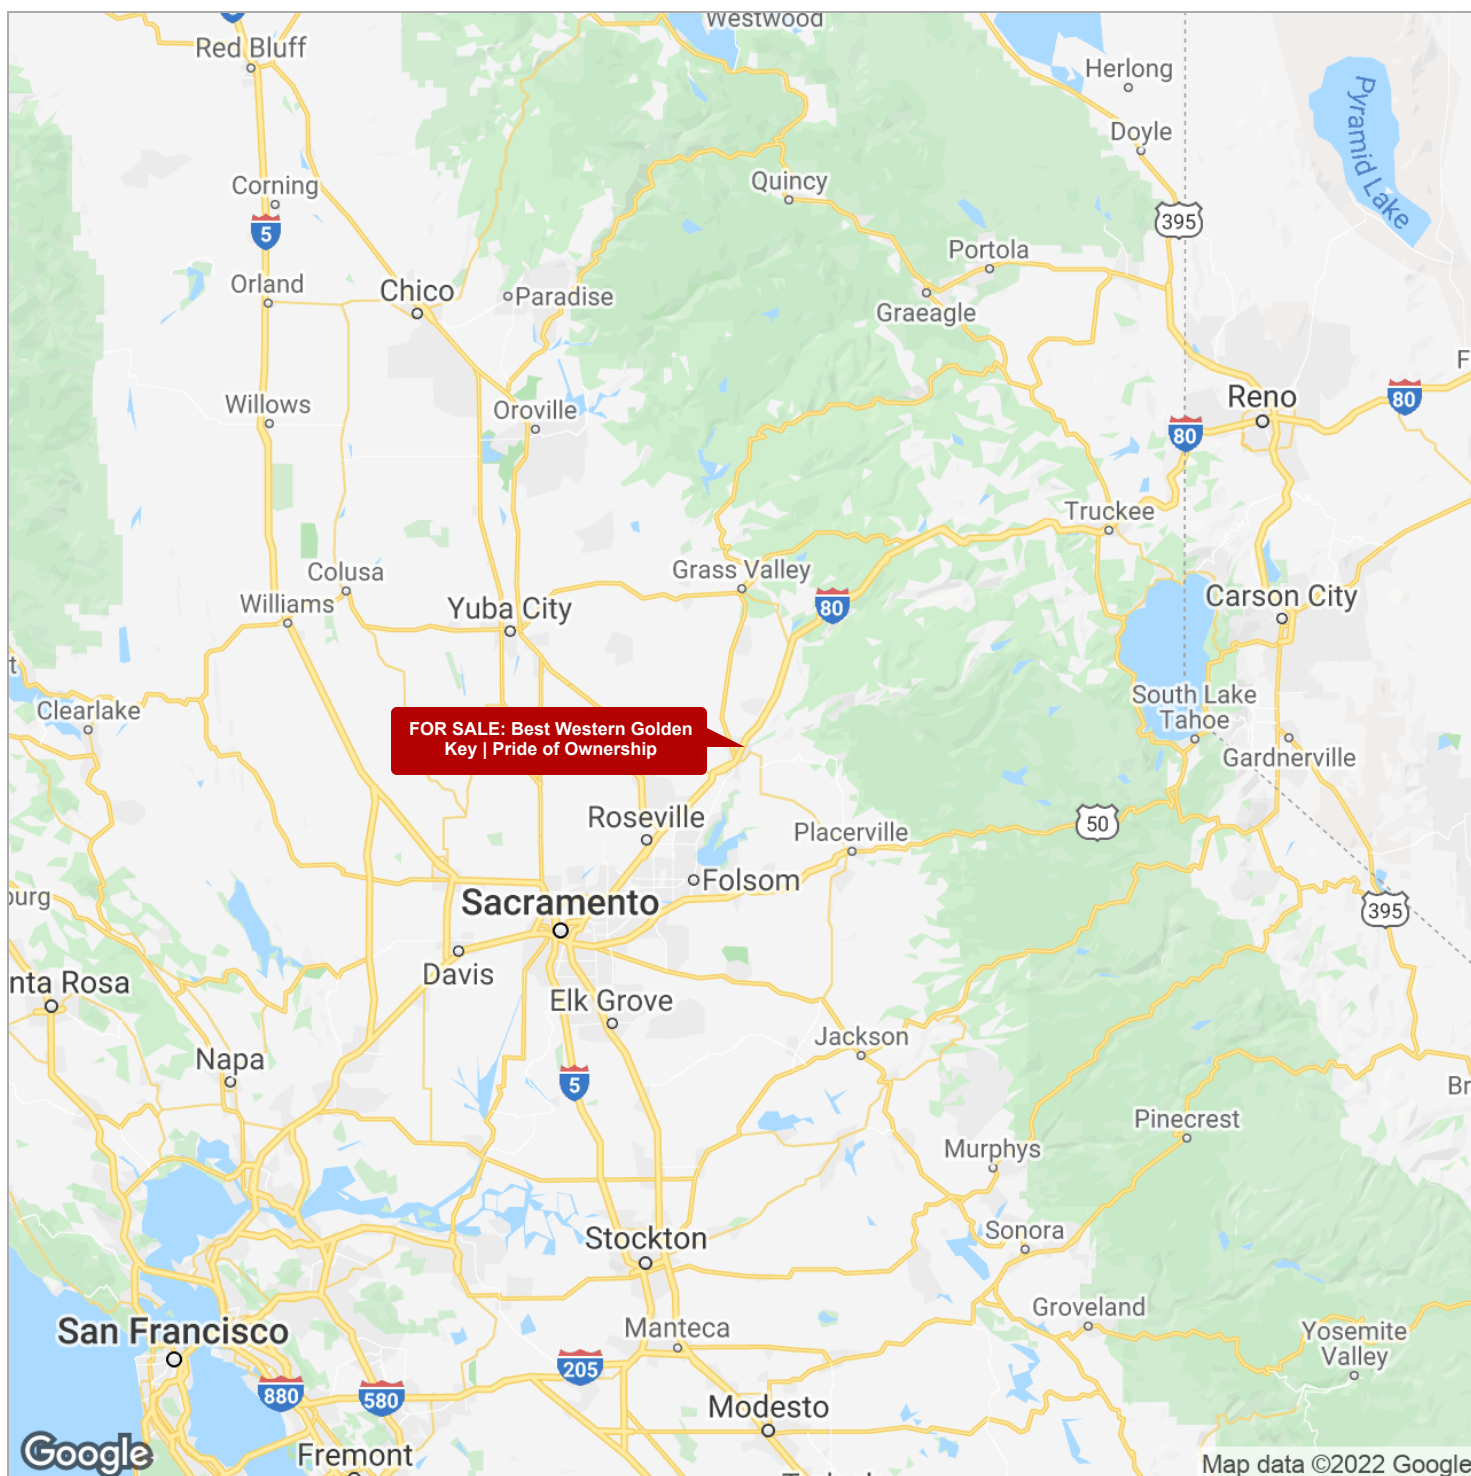 Westwood
Red Bluff
Herlong
Pyramid Lake
Doyle
Quincy
Corning
395
5
Portola
Orland
Chico
Paradise
Graeagle
F
Reno
80
Willows
Oroville
80
Truckee
Grass Valley
Colusa
Williams
Yuba City
80
Carson City
t
Clearlake
South Lake
Tahoe
FOR SALE: Best Western Golden
Key | Pride of Ownership
Gardnerville
Roseville
50
Placerville
Folsom
burg
Sacramento
395
Davis
nta Rosa
Elk Grove
Jackson
Napa
5
Br
Pinecrest
Murphys
Sonora
Stockton
Groveland
San Francisco
Manteca
Yosemite
Valley
205
880
580
Modesto
Google
Fremont
Map data ©2022 Google